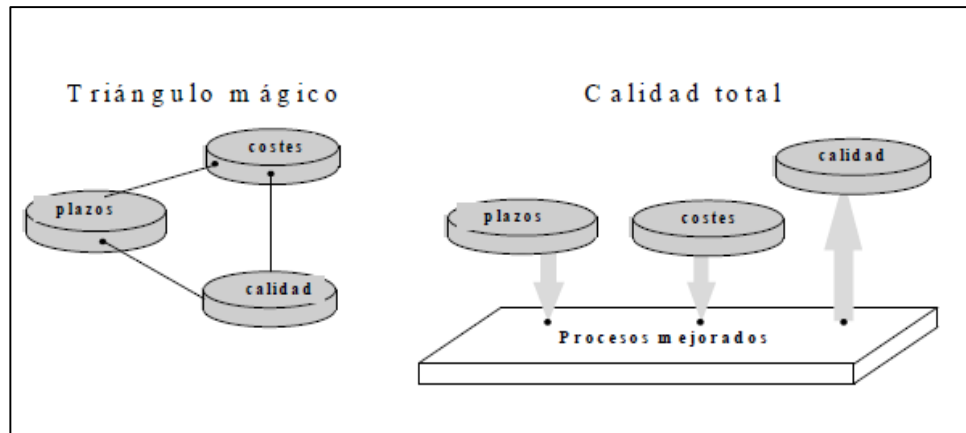 Triángulo mágico
costes
plazos
calidad
Calidad total
calidad
plazos
costes
Procesos mejorados